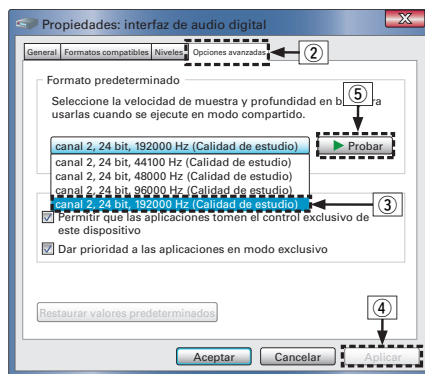 Propiedades: interfaz de audio digital
General Formatos compatibles Niveles Opciones avanzadas
②
Formato predeterminado
Seleccione la velocidad de muestra y profundidad en b ra
usarlas cuando se ejecute en modo compartido.
⑤
canal 2, 24 bit, 192000 Hz (Calidad de estudio)
Probar
canal 2, 24 bit, 44100 Hz (Calidad de estudio)
canal 2, 24 bit, 48000 Hz (Calidad de estudio)
canal 2, 24 bit, 96000 Hz (Calidad de estudio)
canal 2, 24 bit, 192000 Hz (Calidad de estudio)
③
Permitir que las aplicaciones tomen el control exclusivo de
este dispositivo
Dar prioridad a las aplicaciones en modo exclusivo
Restaurar valores predeterminados
④
Aceptar Cancelar Aplicar